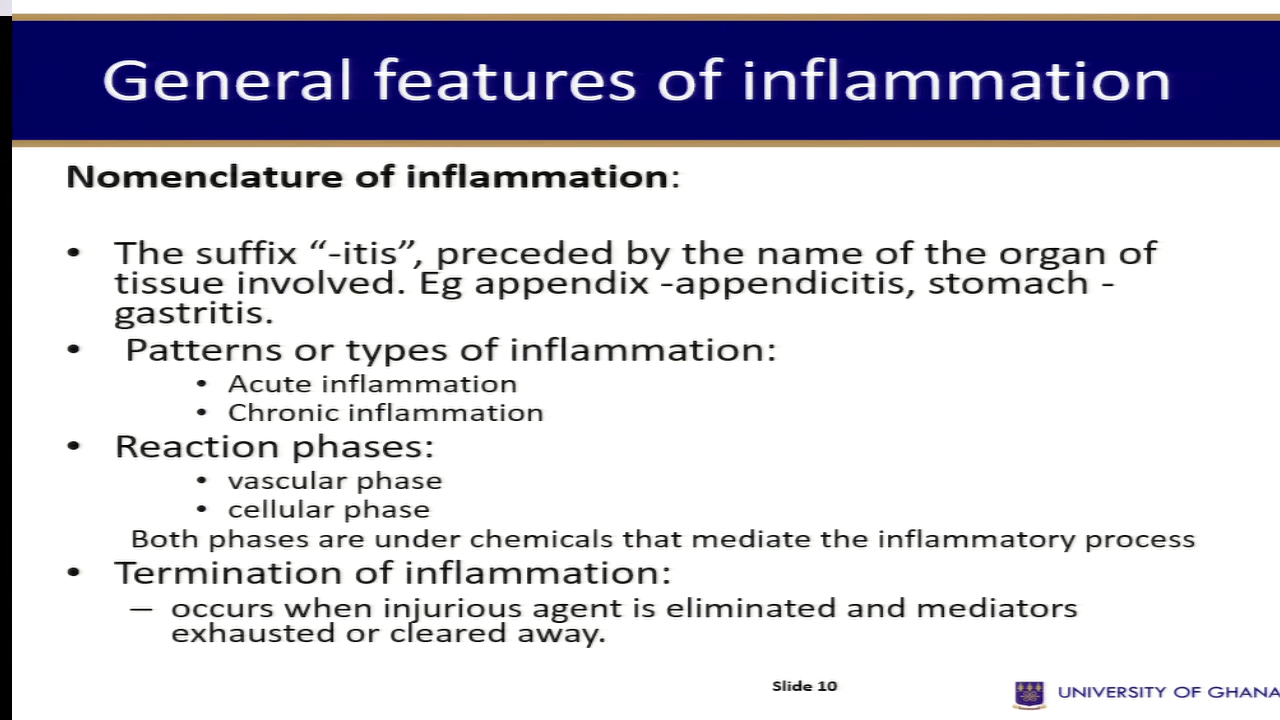 General features of inflammation
Nomenclature of inflammation:
• The suffix “-itis”, preceded by the name of the organ of
tissue involved. Eg appendix -appendicitis, stomach -
gastritis.
• Patterns or types of inflammation:
• Acute inflammation
• Chronic inflammation
• Reaction phases:
• vascular phase
• cellular phase
Both phases are under chemicals that mediate the inflammatory process
• Termination of inflammation:
– occurs when injurious agent is eliminated and mediators
exhausted or cleared away.
Slide 10
UNIVERSITY OF GHANA